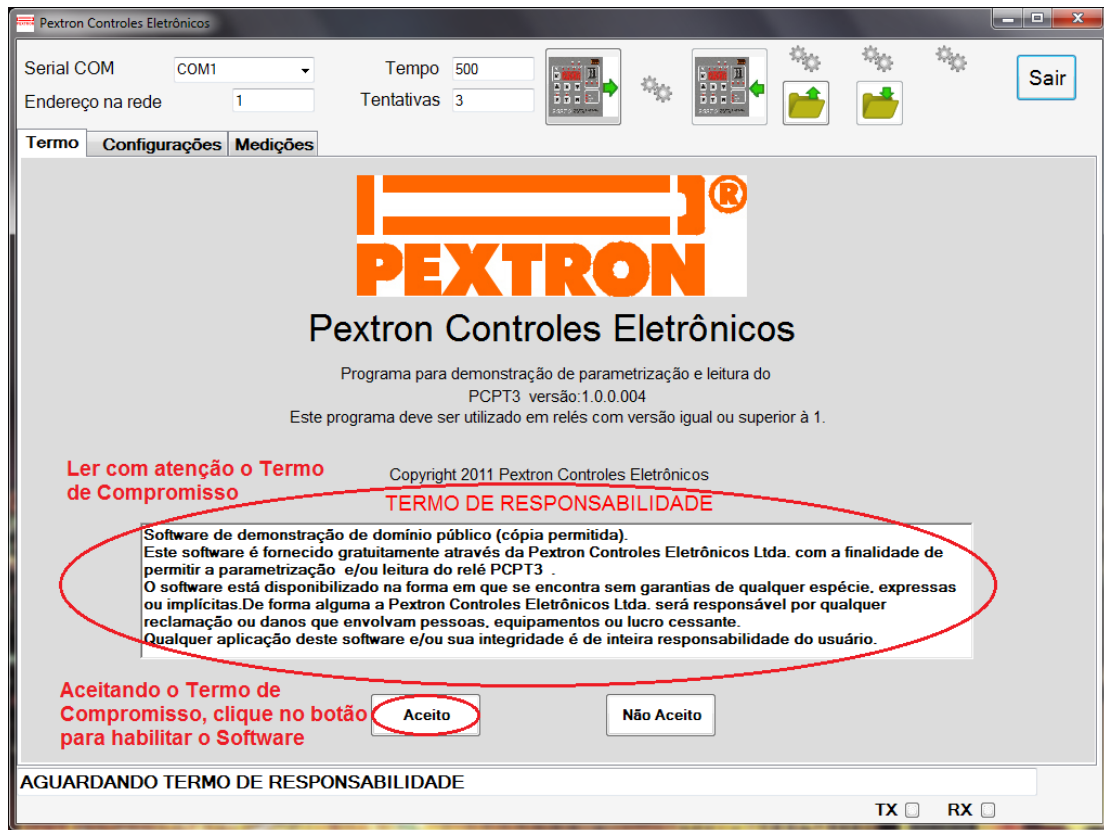 Pextron Controles Eletrônicos
Serial COM COM1 Tempo 500
Sair
Endereço na rede 1 Tentativas 3
Termo Configurações Medições
®
PEXTRON
Pextron Controles Eletrônicos
Programa para demonstração de parametrização e leitura do
PCPT3 versão:1.0.0.004
Este programa deve ser utilizado em relés com versão igual ou superior à 1.
Ler com atenção o Termo
de Compromisso
Copyright 2011 Pextron Controles Eletrônicos
TERMO DE RESPONSABILIDADE
Software de demonstração de domínio público (cópia permitida).
Este software é fornecido gratuitamente através da Pextron Controles Eletrônicos Ltda. com a finalidade de
permitir a parametrização e/ou leitura do relé PCPT3 .
O software está disponibilizado na forma em que se encontra sem garantias de qualquer espécie, expressas
ou implícitas.De forma alguma a Pextron Controles Eletrônicos Ltda. será responsável por qualquer
reclamação ou danos que envolvam pessoas, equipamentos ou lucro cessante.
Qualquer aplicação deste software e/ou sua integridade é de inteira responsabilidade do usuário.
Aceitando o Termo de
Compromisso, clique no botão
para habilitar o Software
Aceito Não Aceito
AGUARDANDO TERMO DE RESPONSABILIDADE
TX RX